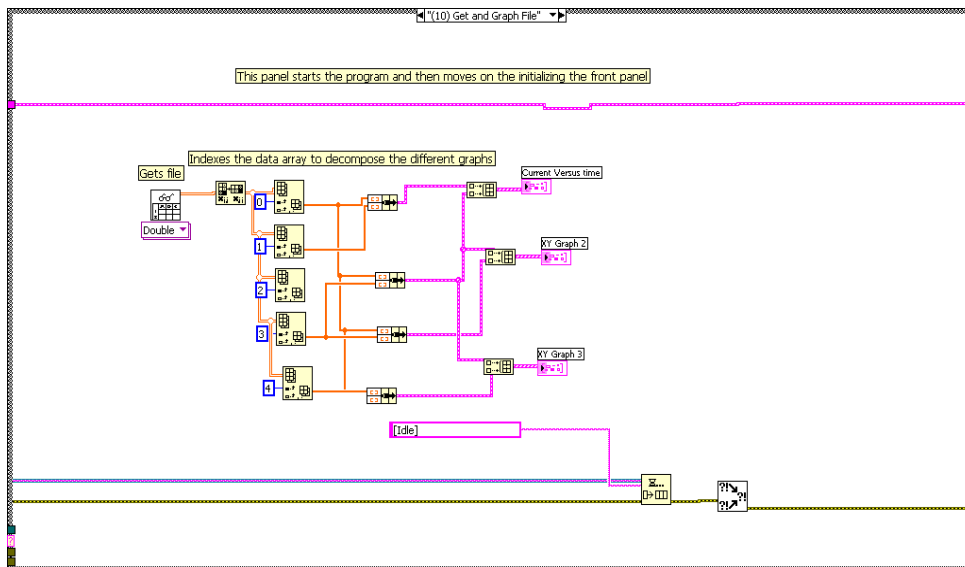 "(10) Get and Graph File"
This panel starts the program and then moves on the initializing the front panel
Indexes the data array to decompose the different graphs
Gets file
Current Versus time
0
Double
1
XY Graph 2
2
3
XY Graph 3
4
[Idle]